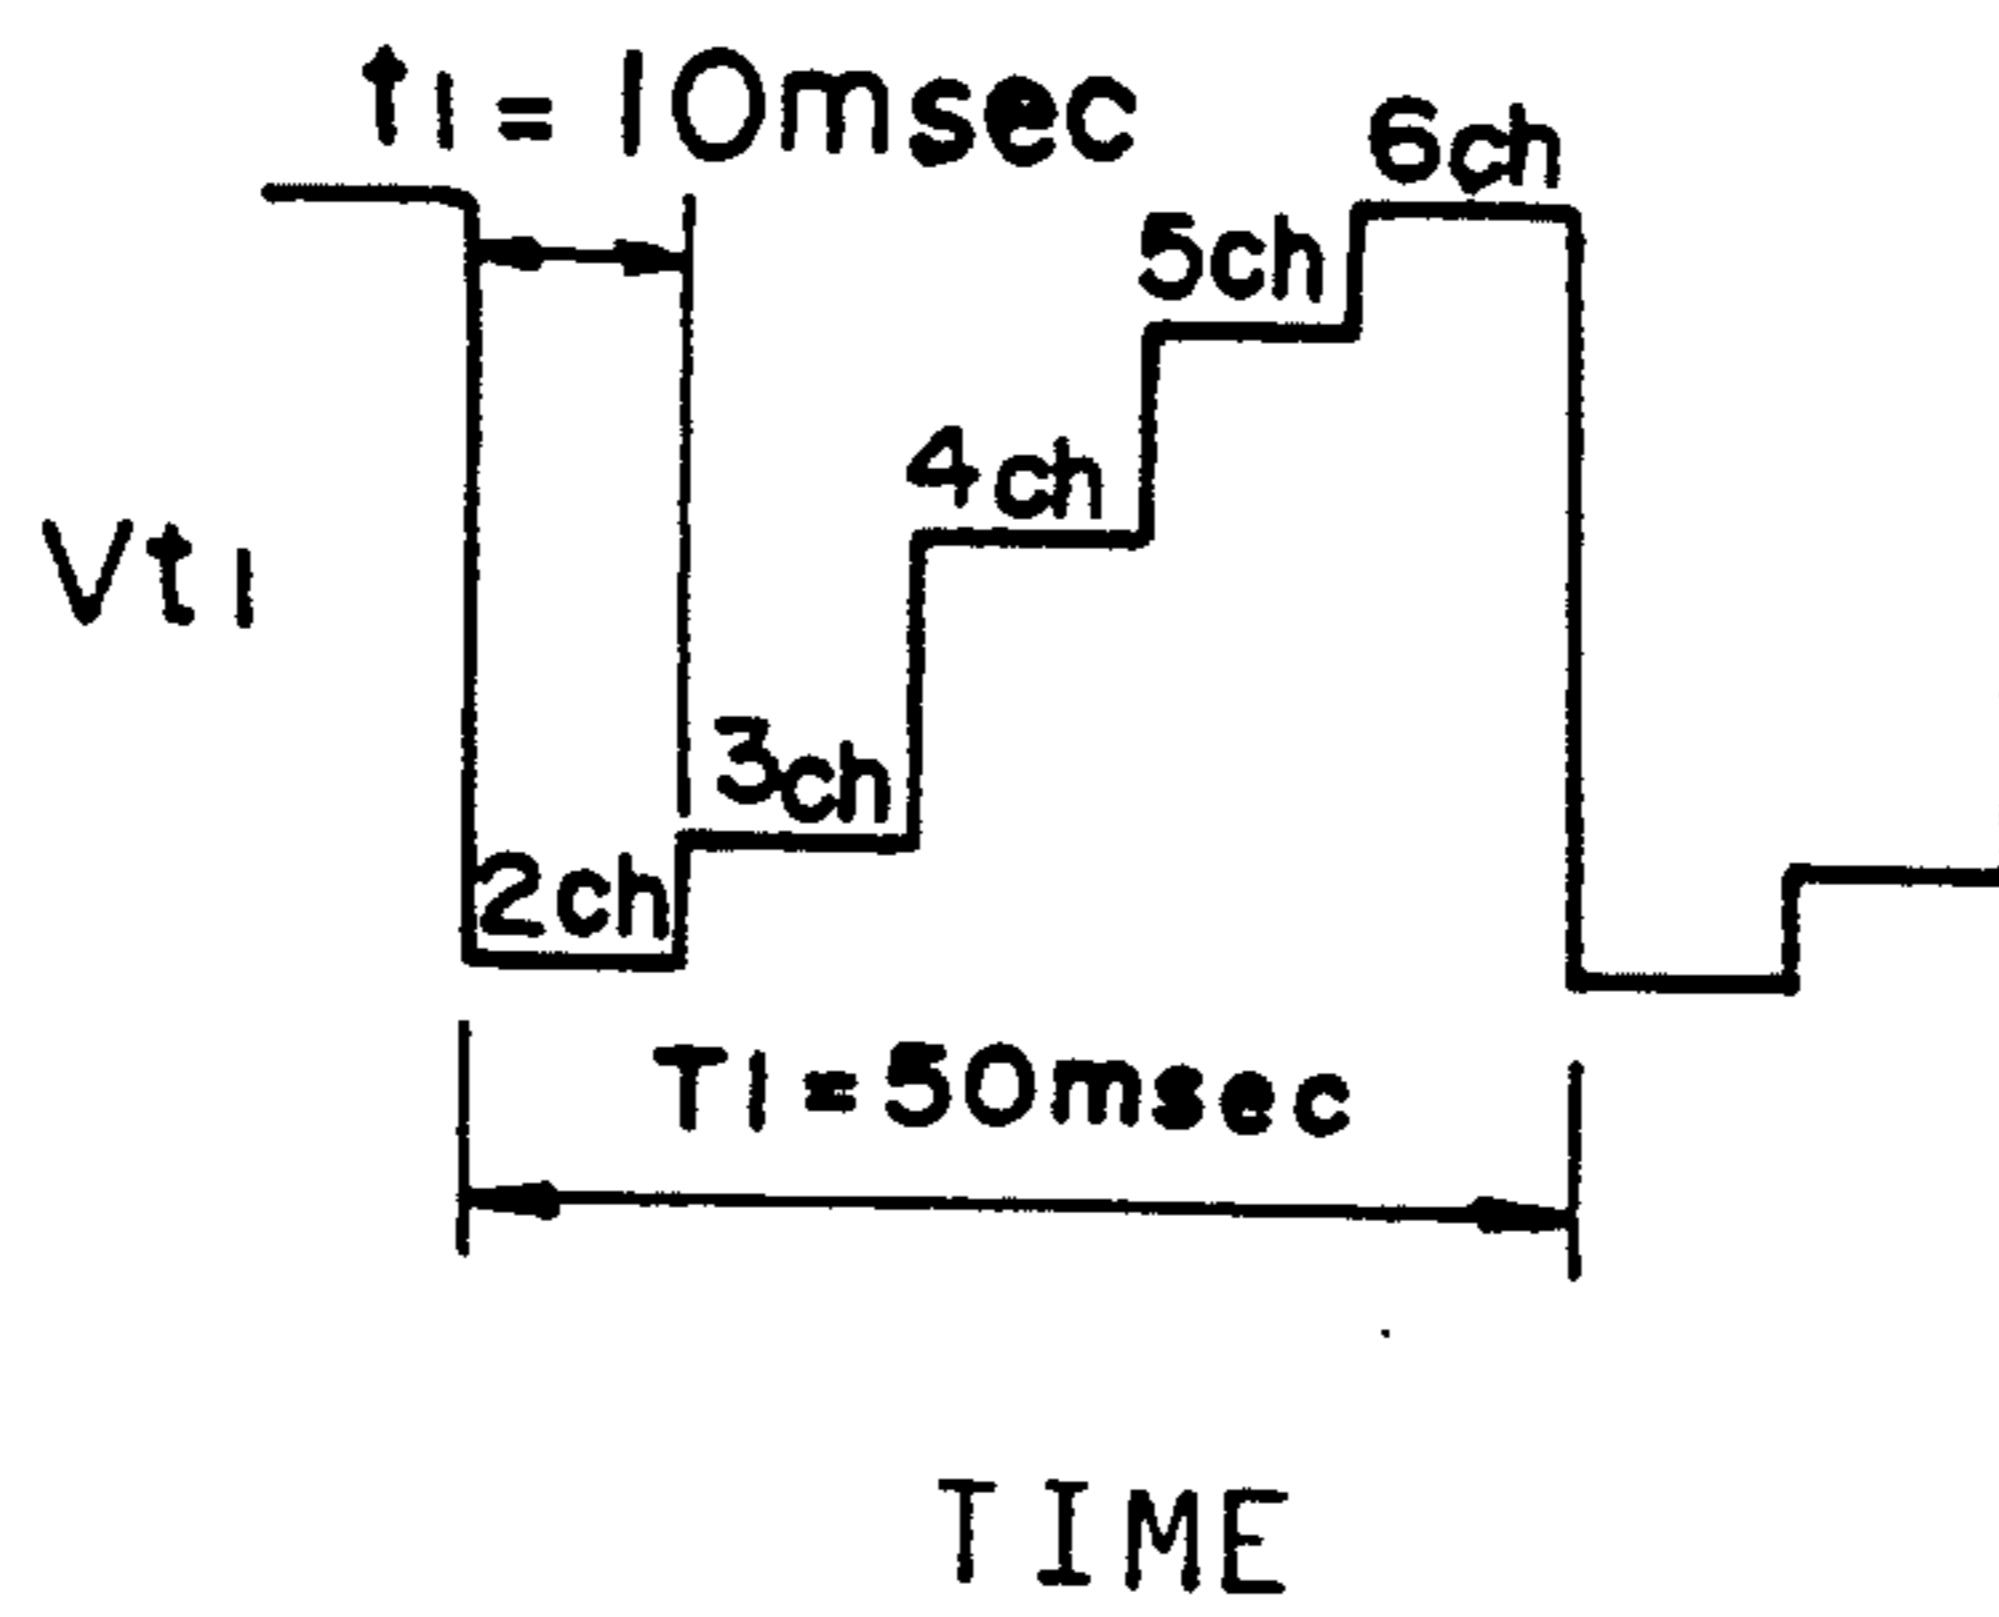 t1 = 10msec
6ch
5ch
4ch
Vt1
3ch
2ch
T1=50msec
TIME